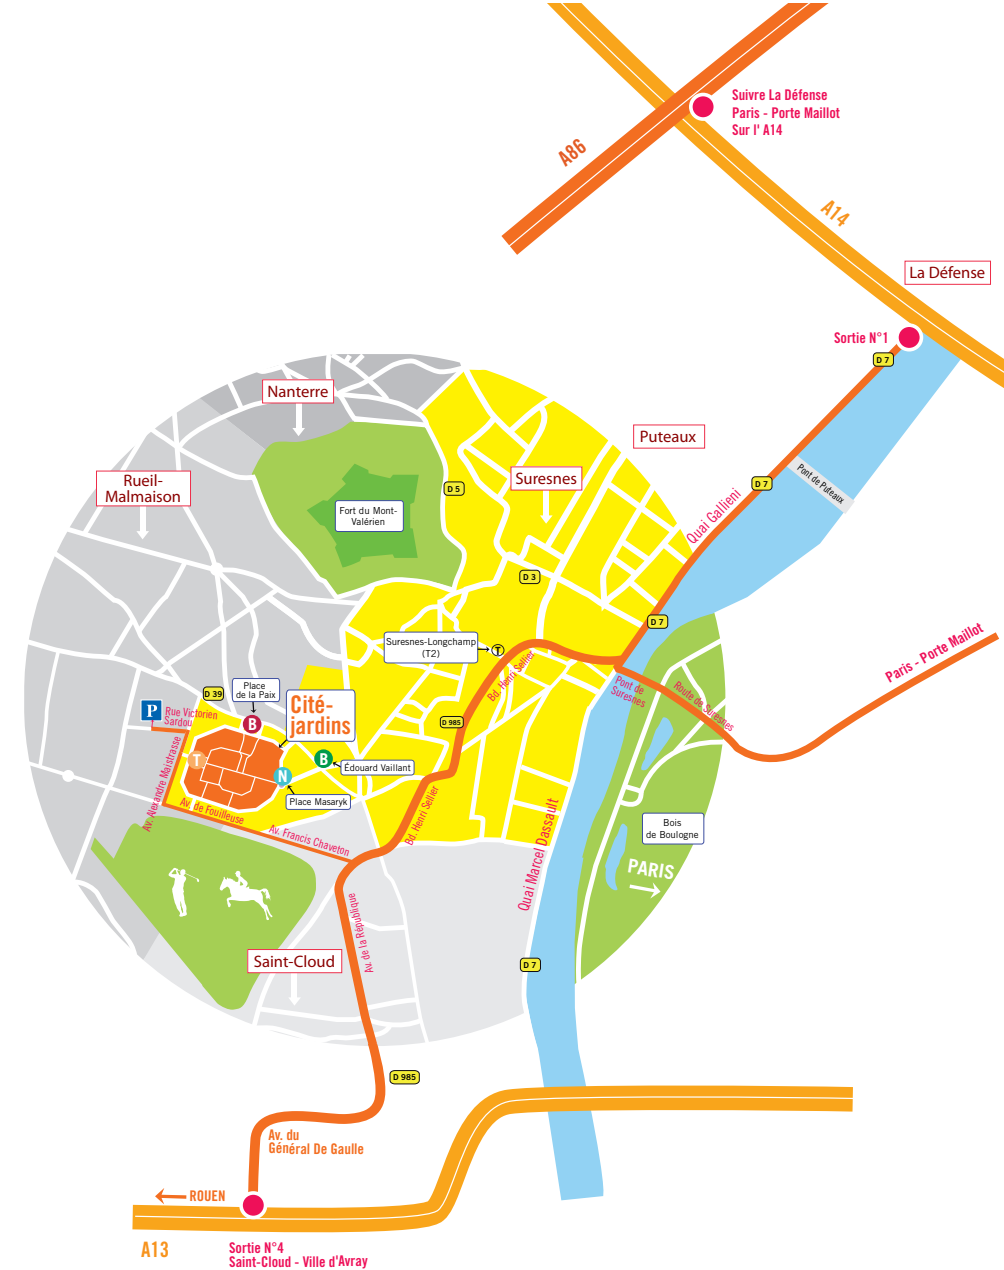 Suivre La Défense
Paris - Porte Maillot
Sur l' A14
A86
A14
La Défense
Sortie N°1
D 7
Nanterre
Puteaux
Rueil-
Malmaison
Suresnes
D 5
D 7
Pont de Puteaux
Quai Gallieni
Fort du Mont-
Valérien
D 3
D 7
Suresnes-Longchamp
(T2)
T
Bd. Henri Sellier
Paris - Porte Maillot
Pont de
Suresnes
Route de Suresnes
D 39
Place
de la Paix
Cité-
jardins
P
Rue Victorien
Sardou
B
D 985
T
B
Édouard Vaillant
N
Place Masaryk
Av. Alexandre Maistrasse
Av. de Fouilleuse
Av. Francis Chaveton
Bd. Henri Sellier
Quai Marcel Dassault
Bois
de Boulogne
PARIS
Av. de la République
Saint-Cloud
D 7
D 985
Av. du
Général De Gaulle
ROUEN
A13
Sortie N°4
Saint-Cloud - Ville d'Avray